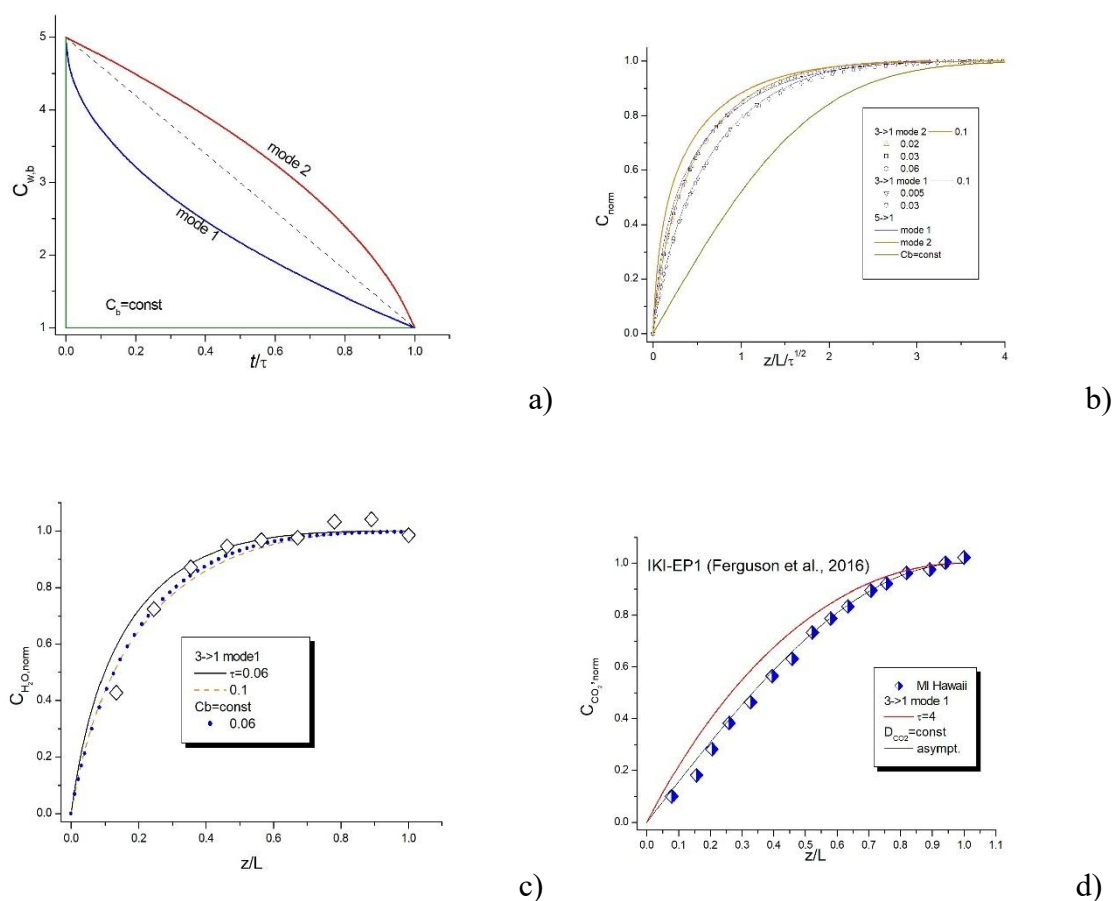 5
4
3
2
1
C_w,b
mode 2
mode 1
C_b=const
0.0 0.2 0.4 0.6 0.8 1.0
t/τ
a)
1.0
0.8
0.6
0.4
0.2
0.0
C_norm
3->1 mode 2 0.1
0.02
0.03
0.06
3->1 mode 1 0.1
0.005
0.03
5->1
mode 1
mode 2
Cb=const
0 1 2 3 4
z/L/τ^1/2
b)
1.0
0.8
0.6
0.4
0.2
0.0
C_H2O,norm
3->1 mode1
τ=0.06
0.1
Cb=const
0.06
0.0 0.2 0.4 0.6 0.8 1.0
z/L
c)
IKI-EP1 (Ferguson et al., 2016)
1.0
0.8
0.6
0.4
0.2
0.0
C_CO2,norm
MI Hawaii
3->1 mode 1
τ=4
D_CO2=const
asympt.
0.0 0.1 0.2 0.3 0.4 0.5 0.6 0.7 0.8 0.9 1.0 1.1
z/L
d)